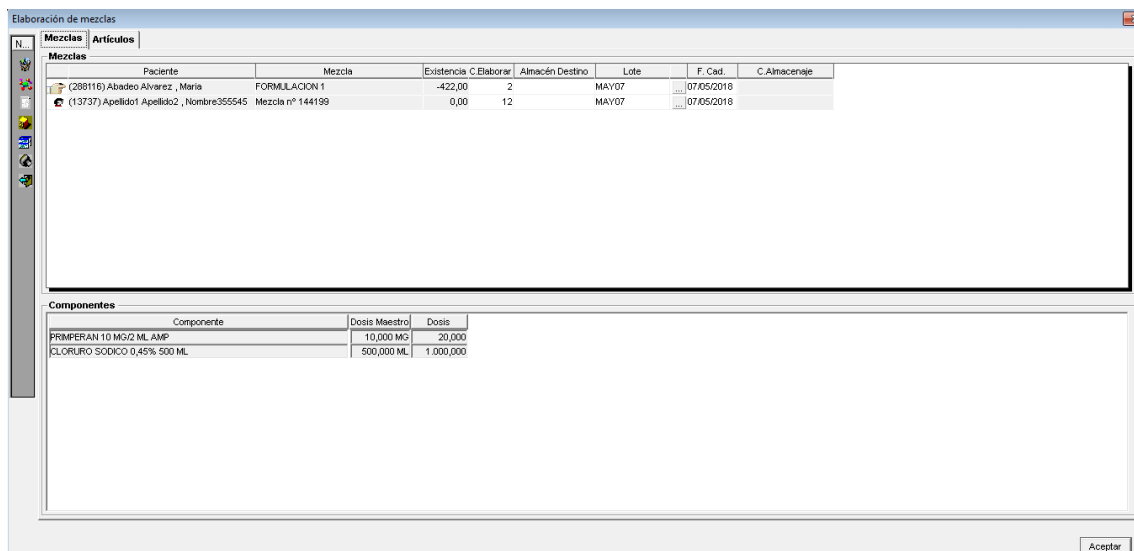 Elaboración de mezclas
N...
Mezclas Artículos
Mezclas
Paciente Mezcla Existencia C.Elaborar Almacén Destino Lote F. Cad. C.Almacenaje
(288116) Abadeo Alvarez , Maria FORMULACION 1 -422,00 2 MAY07 ... 07/05/2018
(13737) Apellido1 Apellido2 , Nombre355545 Mezcla nº 144199 0,00 12 MAY07 ... 07/05/2018
Componentes
Componente Dosis Maestro Dosis
PRIMPERAN 10 MG/2 ML AMP 10,000 MG 20,000
CLORURO SODICO 0,45% 500 ML 500,000 ML 1.000,000
Aceptar